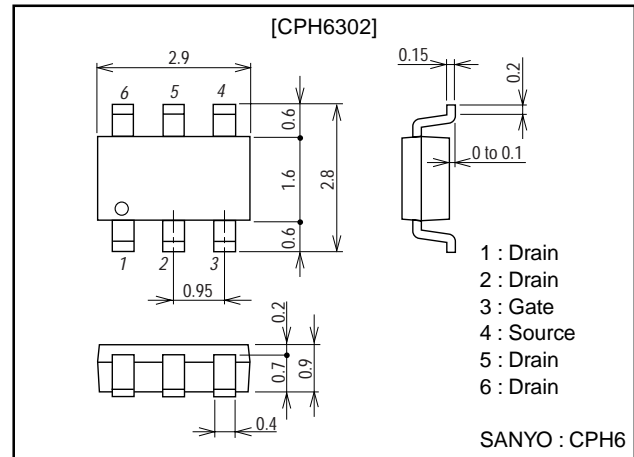 [CPH6302]
2.9
0.15
0.2
6 5 4
0.6
1.6
2.8
0 to 0.1
0.6
1 2 3
0.95
1 : Drain
2 : Drain
3 : Gate
4 : Source
5 : Drain
6 : Drain
0.2
0.7
0.9
0.4
SANYO : CPH6